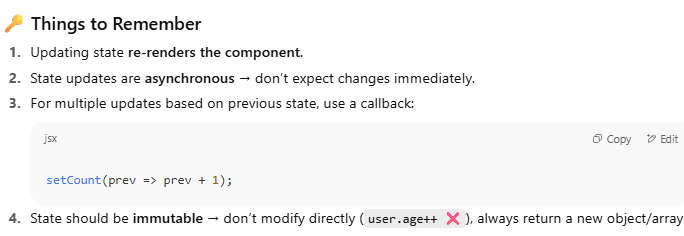 🔑 Things to Remember
1. Updating state re-renders the component.
2. State updates are asynchronous → don't expect changes immediately.
3. For multiple updates based on previous state, use a callback:
jsx Copy Edit
setCount(prev => prev + 1);
4. State should be immutable → don't modify directly (user.age++ ❌), always return a new object/array